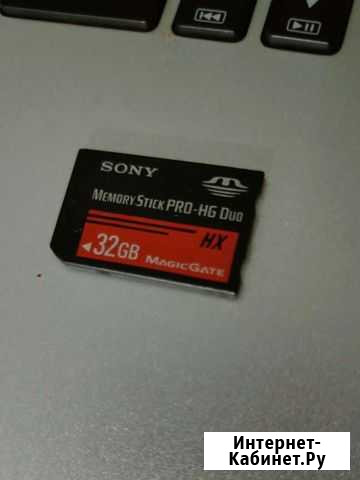 SONY
MEMORY STICK PRO-HG DUO
HX
32GB
MAGICGATE
Интернет-
Кабинет.Ру